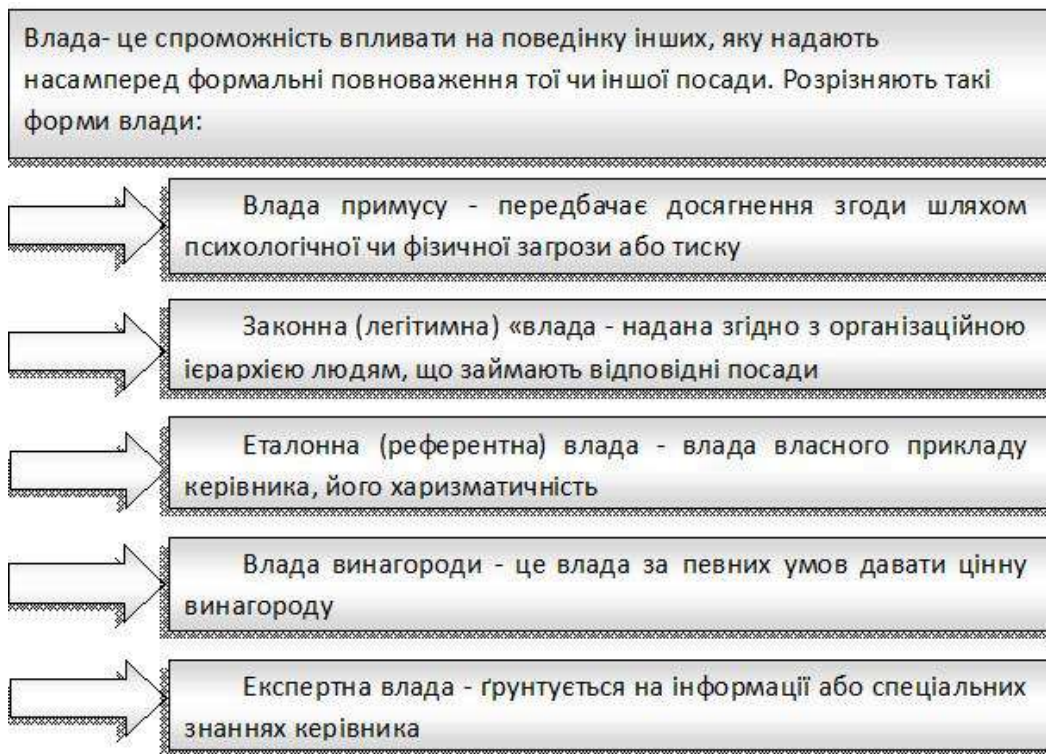 Влада- це спроможність впливати на поведінку інших, яку надають
насамперед формальні повноваження тої чи іншої посади. Розрізняють такі
форми влади:
Влада примусу - передбачає досягнення згоди шляхом
психологічної чи фізичної загрози або тиску
Законна (легітимна) «влада - надана згідно з організаційною
ієрархією людям, що займають відповідні посади
Еталонна (референтна) влада - влада власного прикладу
керівника, його харизматичність
Влада винагороди - це влада за певних умов давати цінну
винагороду
Експертна влада - ґрунтується на інформації або спеціальних
знаннях керівника